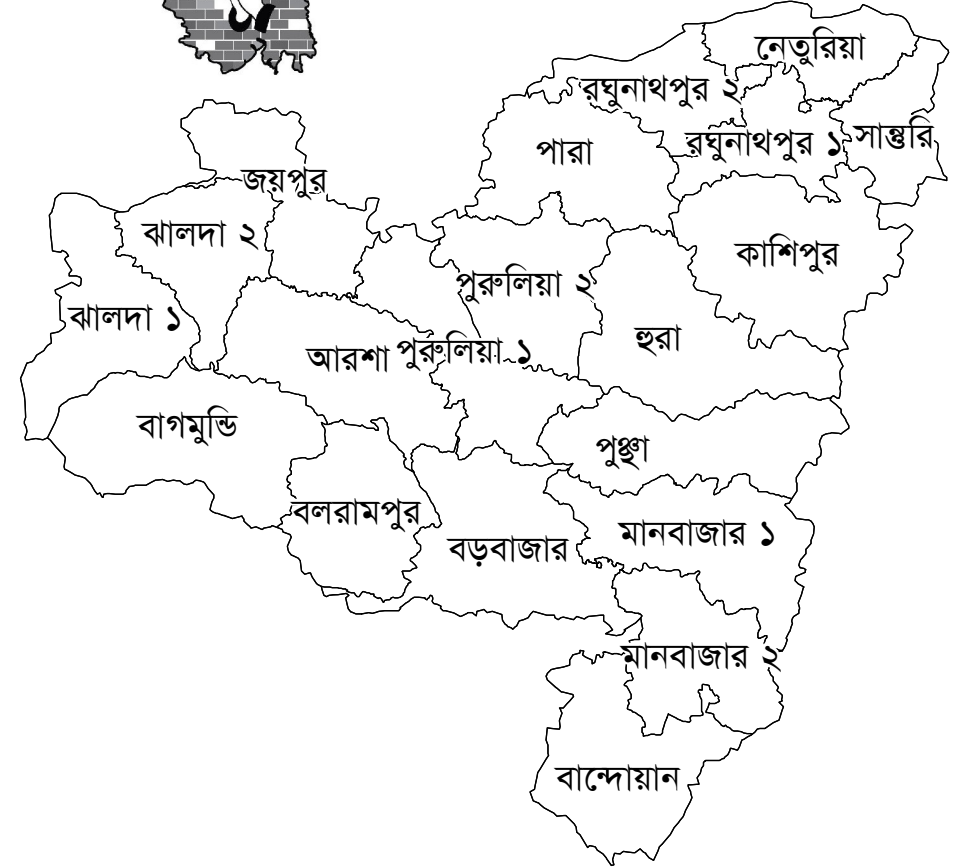 নেতুরিয়া
রঘুনাথপুর ২
রঘুনাথপুর ১
সান্তুরি
পারা
জয়পুর
ঝালদা ২
কাশিপুর
পুরুলিয়া ২
ঝালদা ১
হুরা
আরশা
পুরুলিয়া ১
বাগমুন্ডি
পুঞ্ছা
বলরামপুর
মানবাজার ১
বড়বাজার
মানবাজার ২
বান্দোয়ান